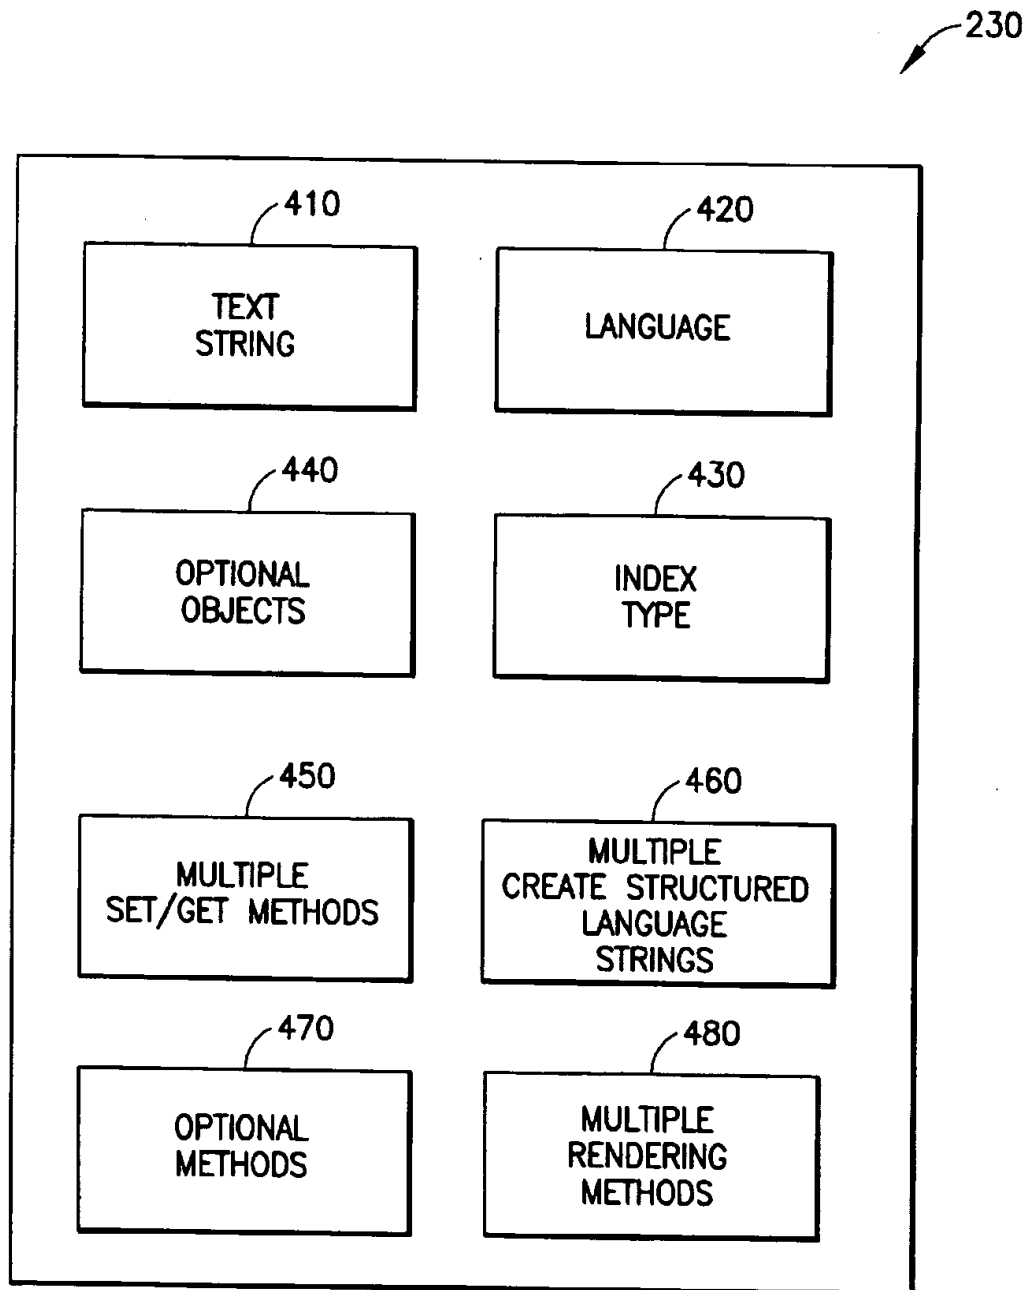 230
410
TEXT
STRING
420
LANGUAGE
440
OPTIONAL
OBJECTS
430
INDEX
TYPE
450
MULTIPLE
SET/GET METHODS
460
MULTIPLE
CREATE STRUCTURED
LANGUAGE
STRINGS
470
OPTIONAL
METHODS
480
MULTIPLE
RENDERING
METHODS